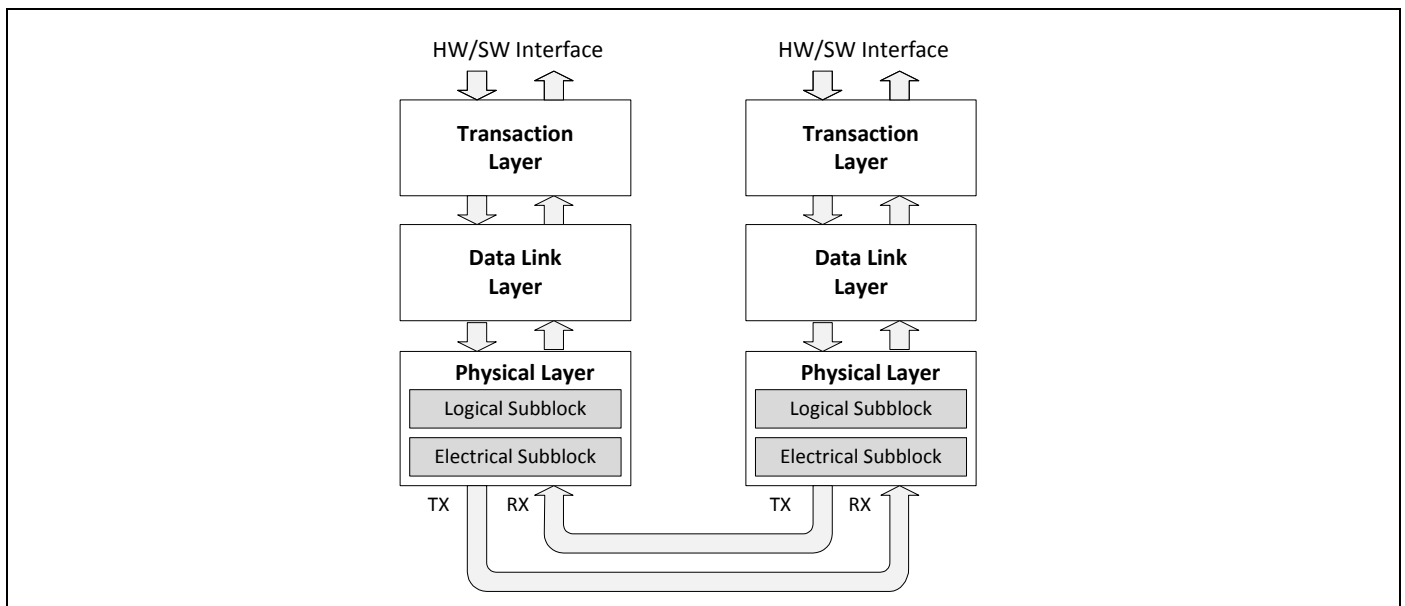 HW/SW Interface
Transaction
Layer
Data Link
Layer
Physical Layer
Logical Subblock
Electrical Subblock
TX
RX
HW/SW Interface
Transaction
Layer
Data Link
Layer
Physical Layer
Logical Subblock
Electrical Subblock
TX
RX